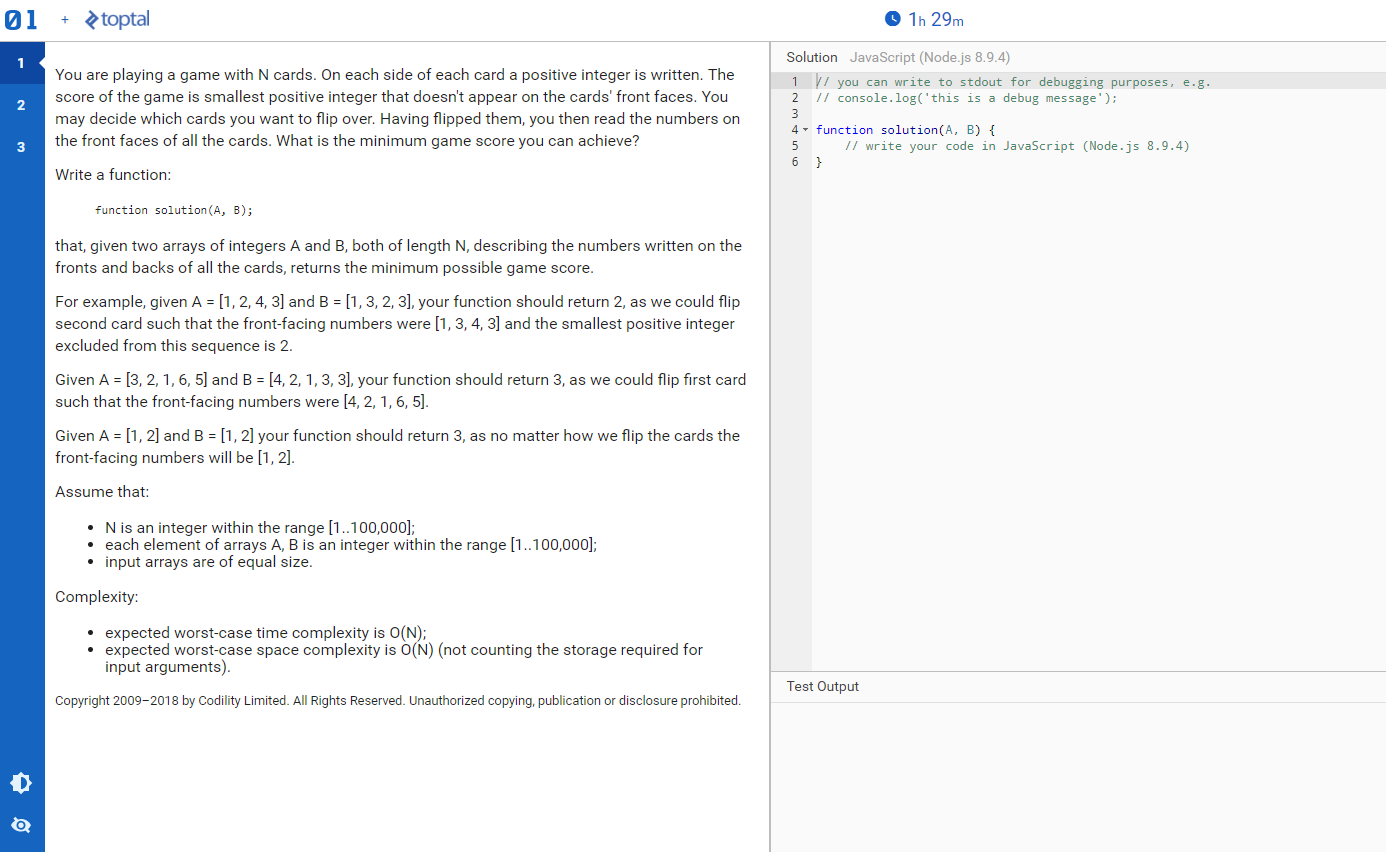 01 + toptal
1h 29m
1
2
3
You are playing a game with N cards. On each side of each card a positive integer is written. The
score of the game is smallest positive integer that doesn't appear on the cards' front faces. You
may decide which cards you want to flip over. Having flipped them, you then read the numbers on
the front faces of all the cards. What is the minimum game score you can achieve?
Write a function:
function solution(A, B);
that, given two arrays of integers A and B, both of length N, describing the numbers written on the
fronts and backs of all the cards, returns the minimum possible game score.
For example, given A = [1, 2, 4, 3] and B = [1, 3, 2, 3], your function should return 2, as we could flip
second card such that the front-facing numbers were [1, 3, 4, 3] and the smallest positive integer
excluded from this sequence is 2.
Given A = [3, 2, 1, 6, 5] and B = [4, 2, 1, 3, 3], your function should return 3, as we could flip first card
such that the front-facing numbers were [4, 2, 1, 6, 5].
Given A = [1, 2] and B = [1, 2] your function should return 3, as no matter how we flip the cards the
front-facing numbers will be [1, 2].
Assume that:
• N is an integer within the range [1..100,000];
• each element of arrays A, B is an integer within the range [1..100,000];
• input arrays are of equal size.
Complexity:
• expected worst-case time complexity is O(N);
• expected worst-case space complexity is O(N) (not counting the storage required for
input arguments).
Copyright 2009–2018 by Codility Limited. All Rights Reserved. Unauthorized copying, publication or disclosure prohibited.
Solution JavaScript (Node.js 8.9.4)
1 // you can write to stdout for debugging purposes, e.g.
2 // console.log('this is a debug message');
3
4 function solution(A, B) {
5 // write your code in JavaScript (Node.js 8.9.4)
6 }
Test Output